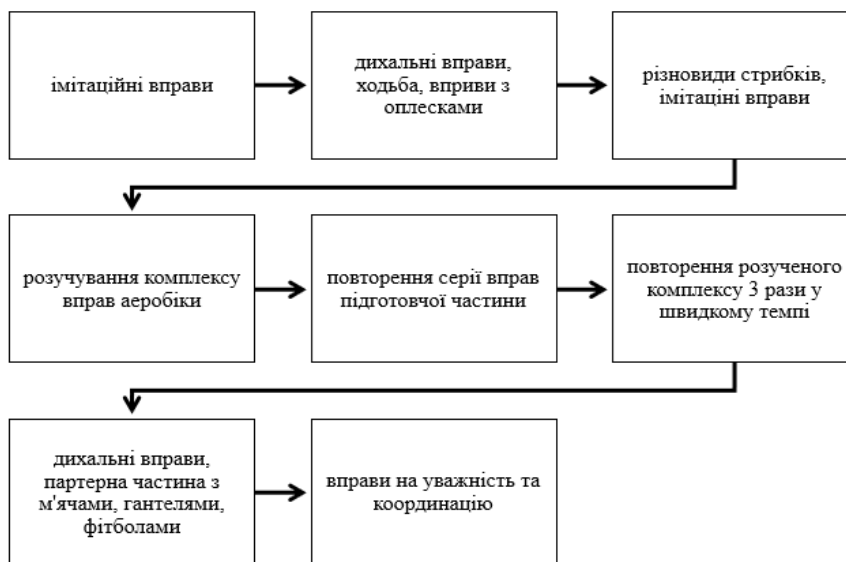 імітаційні вправи
дихальні вправи,
ходьба, вприви з
оплесками
різновиди стрибків,
імітаціні вправи
розучування комплексу
вправ аеробіки
повторення серії вправ
підготовчої частини
повторення розученого
комплексу 3 рази у
швидкому темпі
дихальні вправи,
партерна частина з
м'ячами, гантелями,
фітболами
вправи на уважність та
координацію